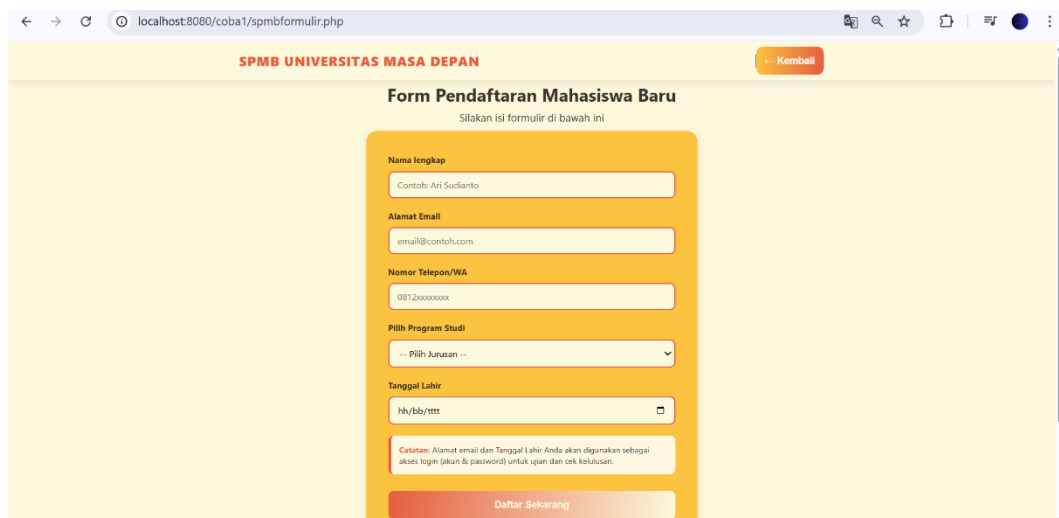 localhost:8080/coba1/spmbformulir.php
SPMB UNIVERSITAS MASA DEPAN
← Kembali
Form Pendaftaran Mahasiswa Baru
Silakan isi formulir di bawah ini
Nama lengkap
Contoh: Ari Sudianto
Alamat Email
email@contoh.com
Nomor Telepon/WA
0812xxxxxxxx
Pilih Program Studi
-- Pilih Jurusan --
Tanggal Lahir
hh/bb/tttt
Catatan: Alamat email dan Tanggal Lahir Anda akan digunakan sebagai
akses login (akun & password) untuk ujian dan cek kelulusan.
Daftar Sekarang